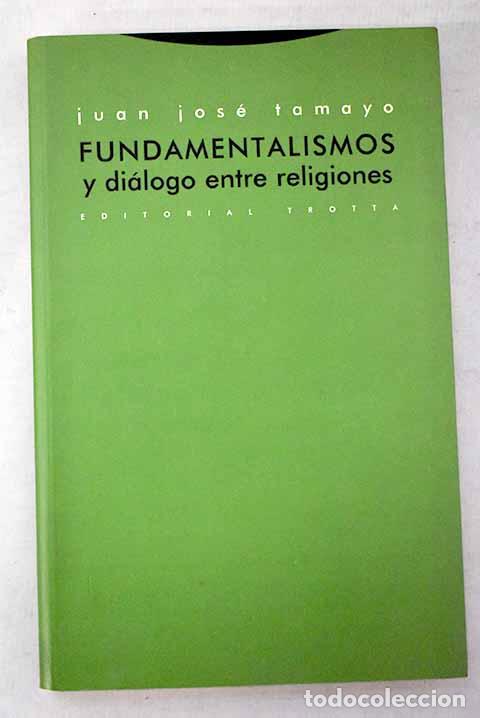 juan josé tamayo
FUNDAMENTALISMOS
y diálogo entre religiones
EDITORIAL TROTTA
todocoleccion